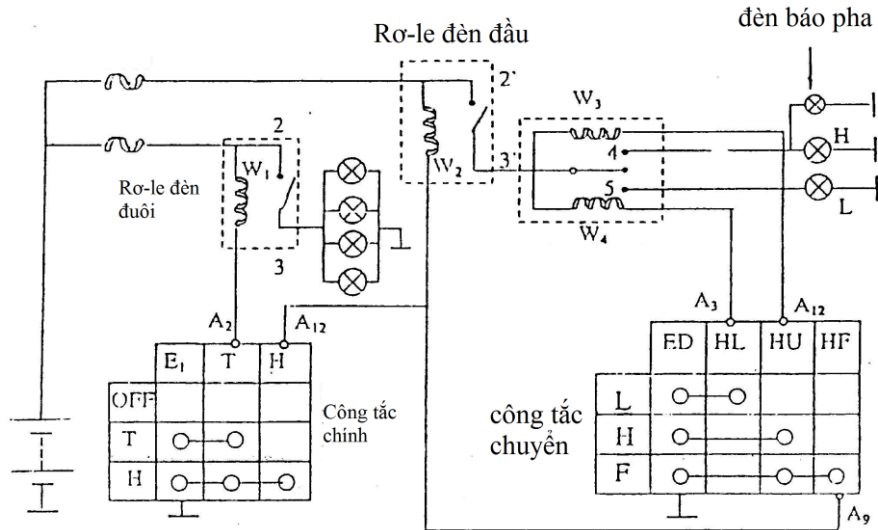 đèn báo pha
Rơ-le đèn đầu
2'
W₃
2
4
H
W₁
W₂
3'
Rơ-le đèn
đuôi
5
L
W₄
3
A₂
A₁₂
A₃
A₁₂
E₁ T H
ED HL HU HF
OFF
Công tắc
chính
công tắc
chuyển
L
T
H
H
F
A₉